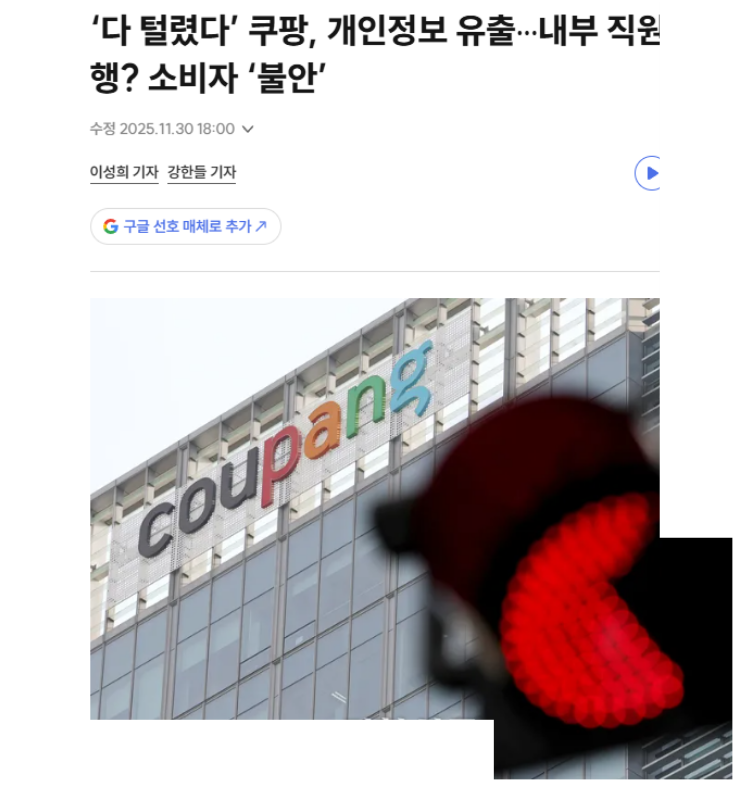 ‘다 털렸다’ 쿠팡, 개인정보 유출…내부 직원
행? 소비자 ‘불안’
수정 2025.11.30 18:00
이성희 기자 강한들 기자
구글 선호 매체로 추가 ↗
coupang